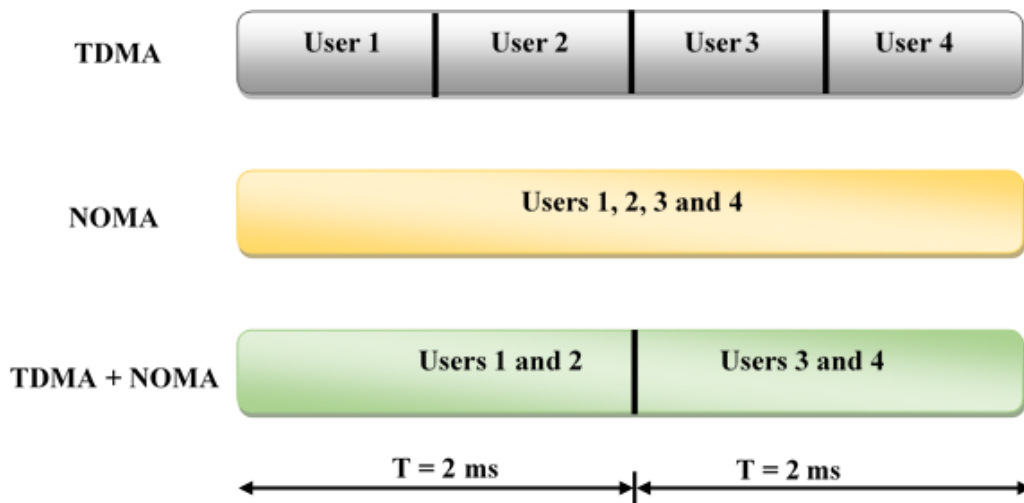 TDMA
User 1
User 2
User 3
User 4
NOMA
Users 1, 2, 3 and 4
TDMA + NOMA
Users 1 and 2
Users 3 and 4
T = 2 ms
T = 2 ms